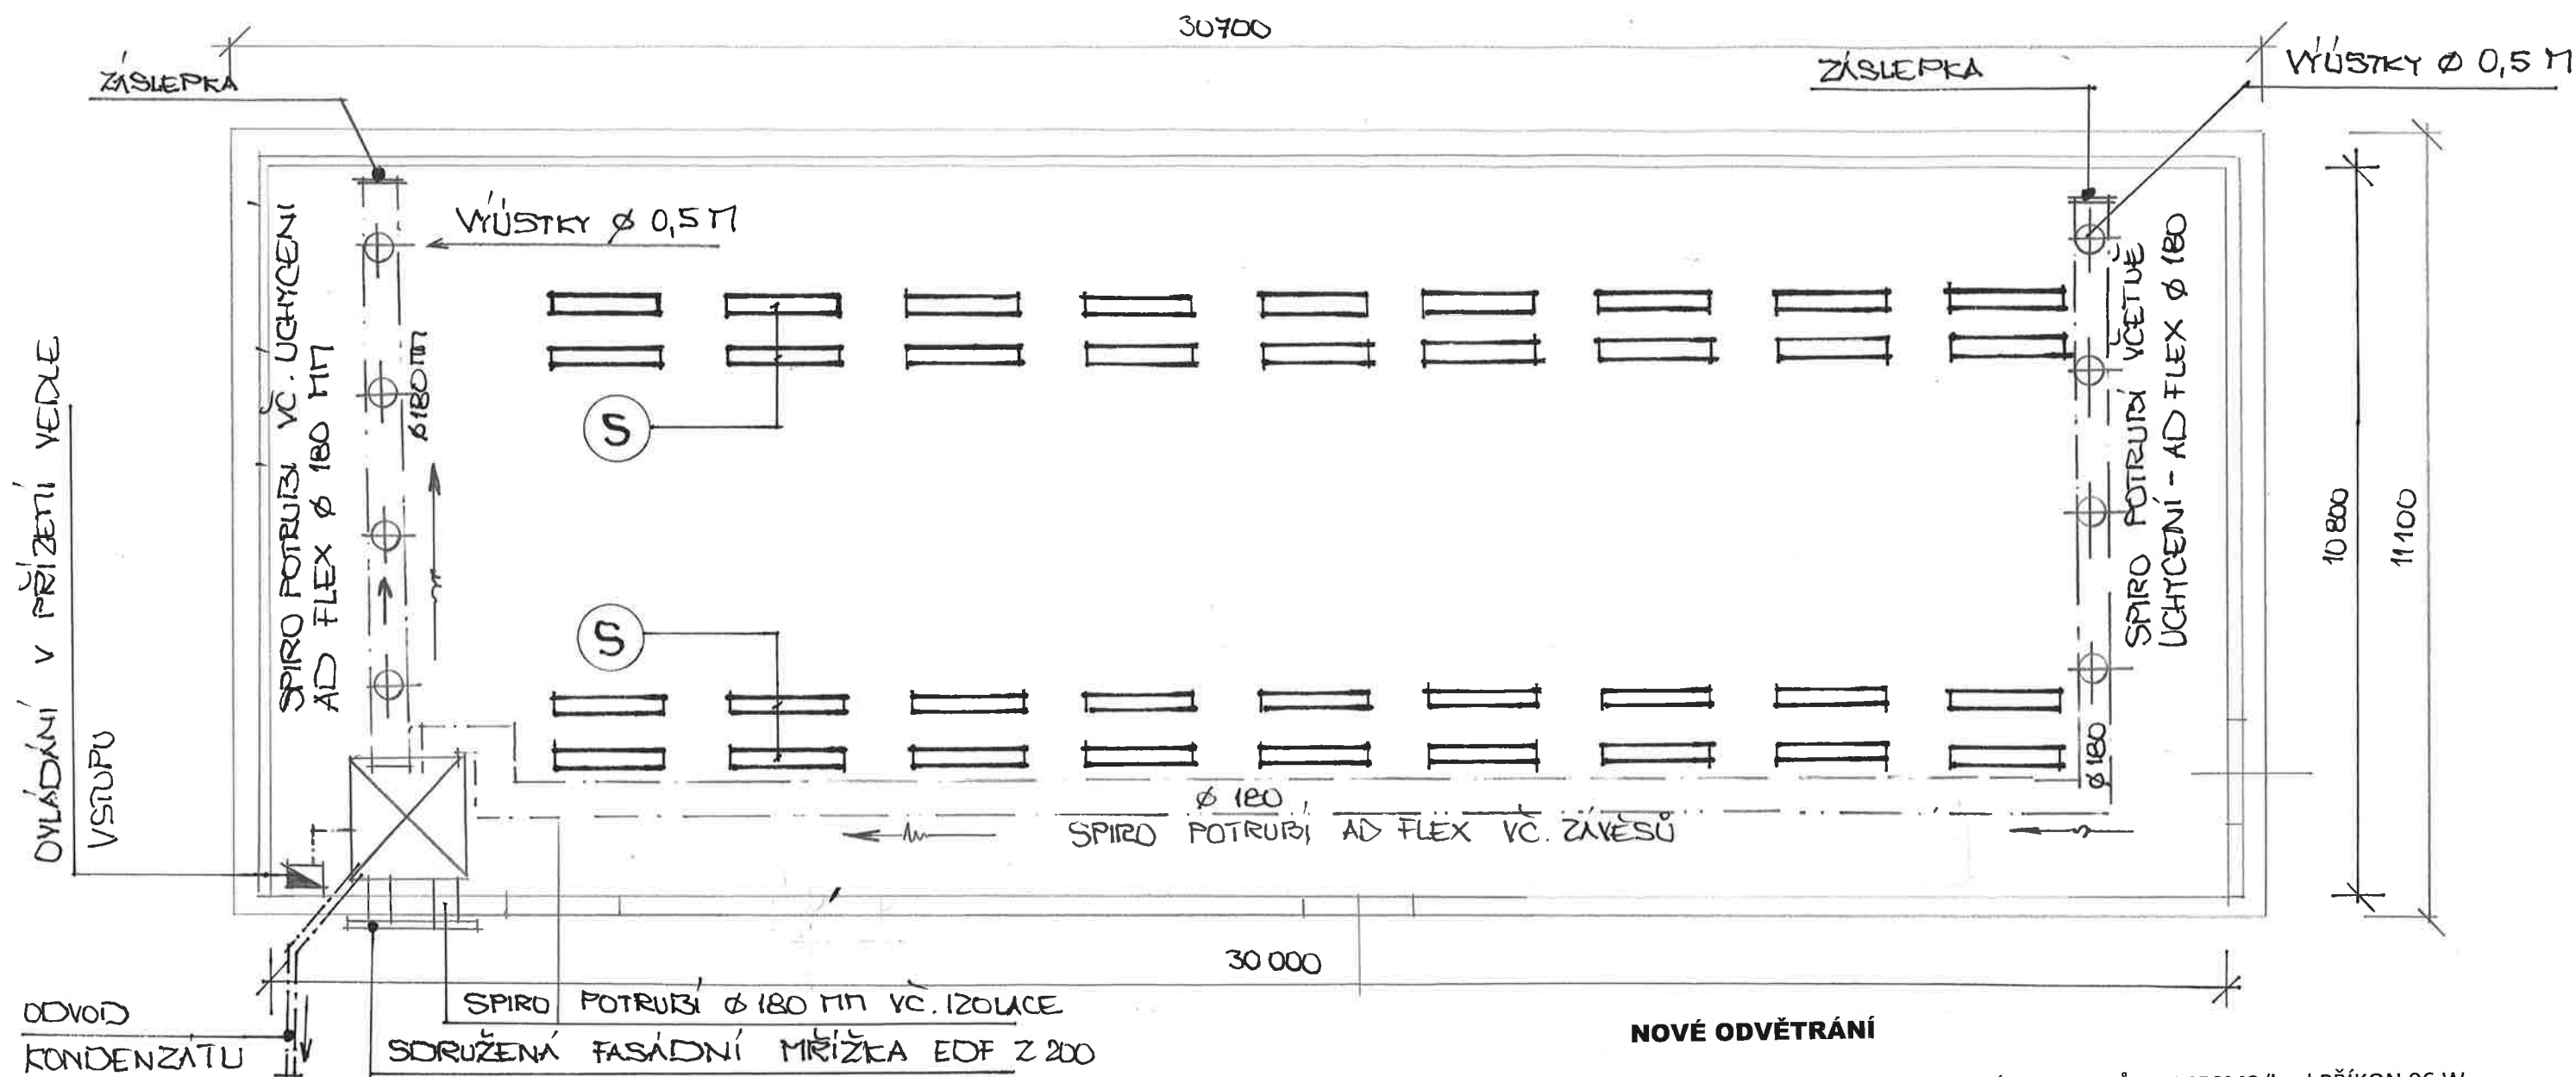 30700
ZÁSLEPKA
ZÁSLEPKA
VÝÚSTKY Ø 0,5 M
VÝÚSTKY Ø 0,5 M
SPIRO POTRUBÍ VČ. UCHYCENÍ
AD FLEX Ø 180 MM
Ø180
S
S
OVLÁDÁNÍ V PŘÍZEMÍ VEDLE
VSTUPU
SPIRO POTRUBÍ VČETNĚ
UCHYCENÍ - AD FLEX Ø 180
Ø 180
10 800
11 100
Ø 180
SPIRO POTRUBÍ AD FLEX VČ. ZÁVĚSŮ
30 000
ODVOD
KONDENZÁTU
SPIRO POTRUBÍ Ø 180 MM VČ. IZOLACE
SDRUŽENÁ FASÁDNÍ MŘÍŽKA EDF Z 200
NOVÉ ODVĚTRÁNÍ